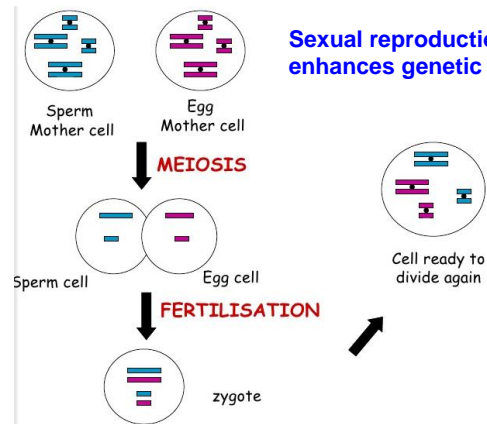 Sexual
enhances genetic
Sperm
Mother cell
Egg
Mother cell
MEIOSIS
Sperm cell
Egg cell
Cell ready to
divide again
FERTILISATION
zygote